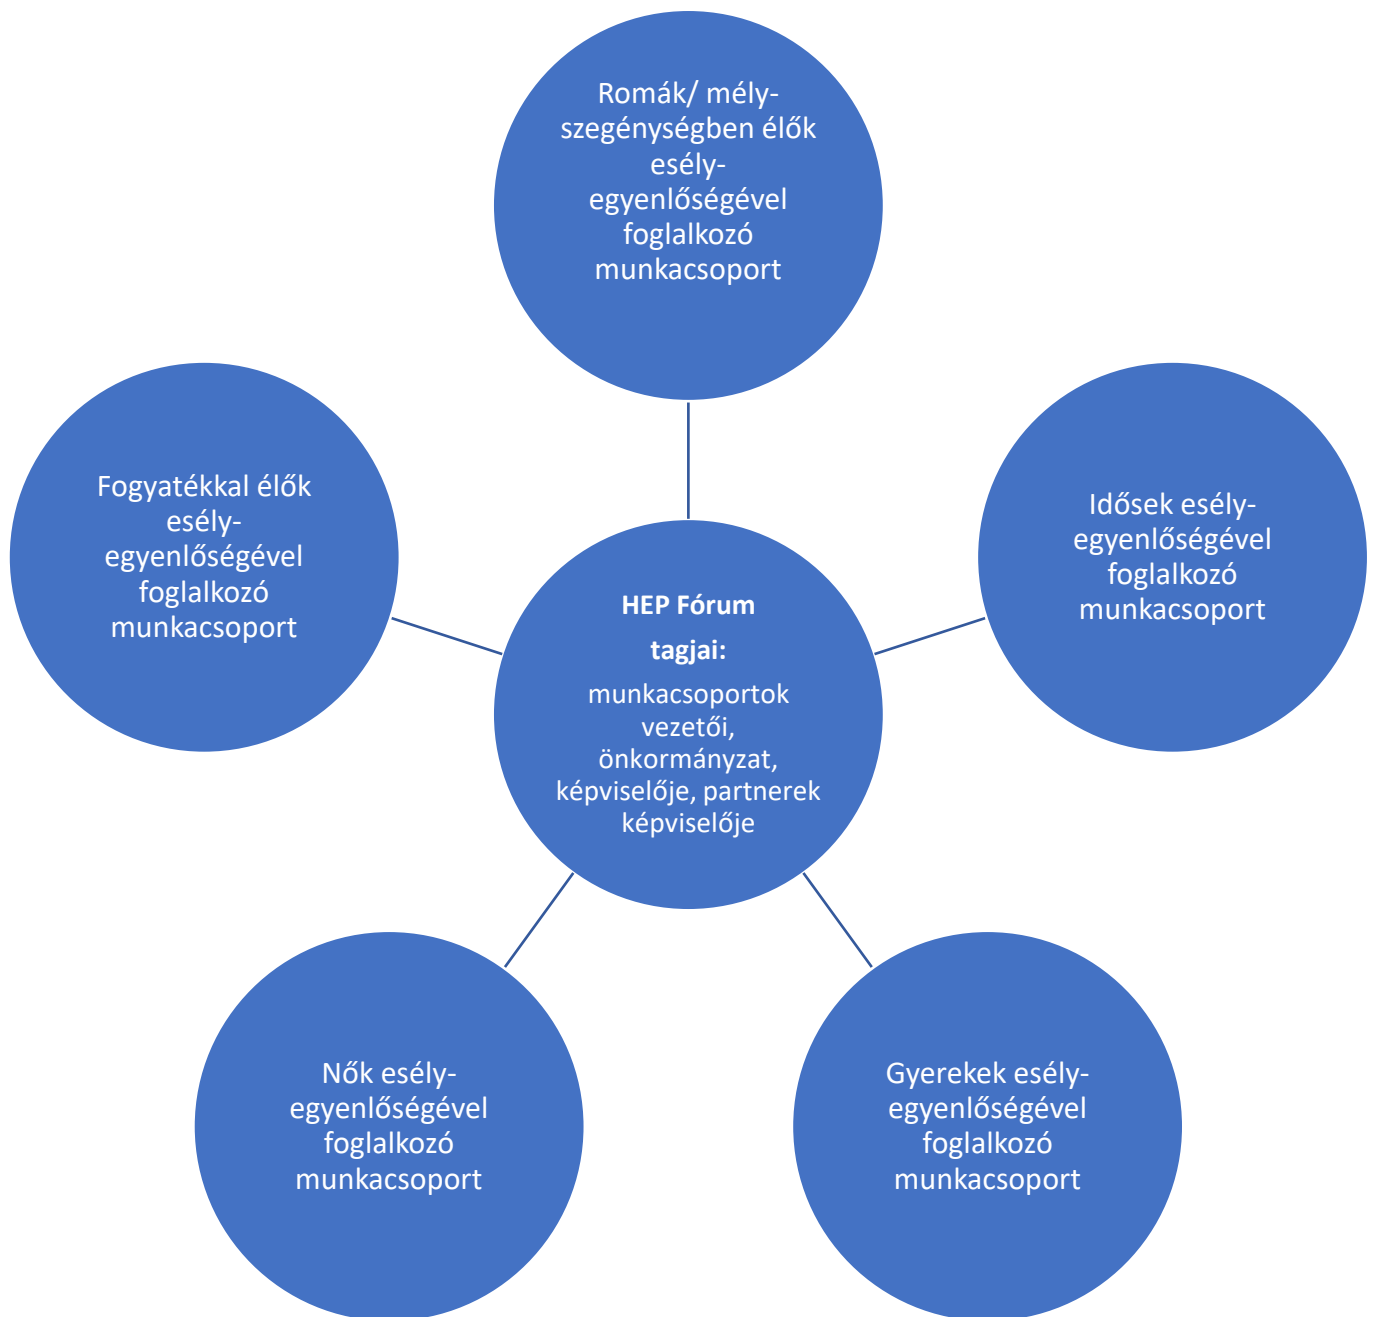 Romák/ mély-
szegénységben élők
esély-
egyenlőségével
foglalkozó
munkacsoport
Fogyatékkal élők
esély-
egyenlőségével
foglalkozó
munkacsoport
Idősek esély-
egyenlőségével
foglalkozó
munkacsoport
HEP Fórum
tagjai:
munkacsoportok
vezetői,
önkormányzat,
képviselője, partnerek
képviselője
Nők esély-
egyenlőségével
foglalkozó
munkacsoport
Gyerekek esély-
egyenlőségével
foglalkozó
munkacsoport